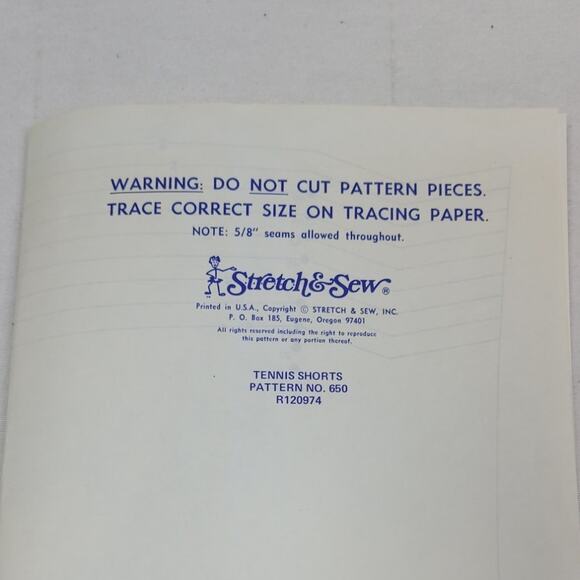 WARNING: DO NOT CUT PATTERN PIECES.
TRACE CORRECT SIZE ON TRACING PAPER.
NOTE: 5/8" seams allowed throughout.
Stretch & Sew®
Printed in U.S.A., Copyright © STRETCH & SEW, INC.
P. O. Box 185, Eugene, Oregon 97401
All rights reserved including the right to reproduce
this pattern or any portion thereof.
TENNIS SHORTS
PATTERN NO. 650
R120974